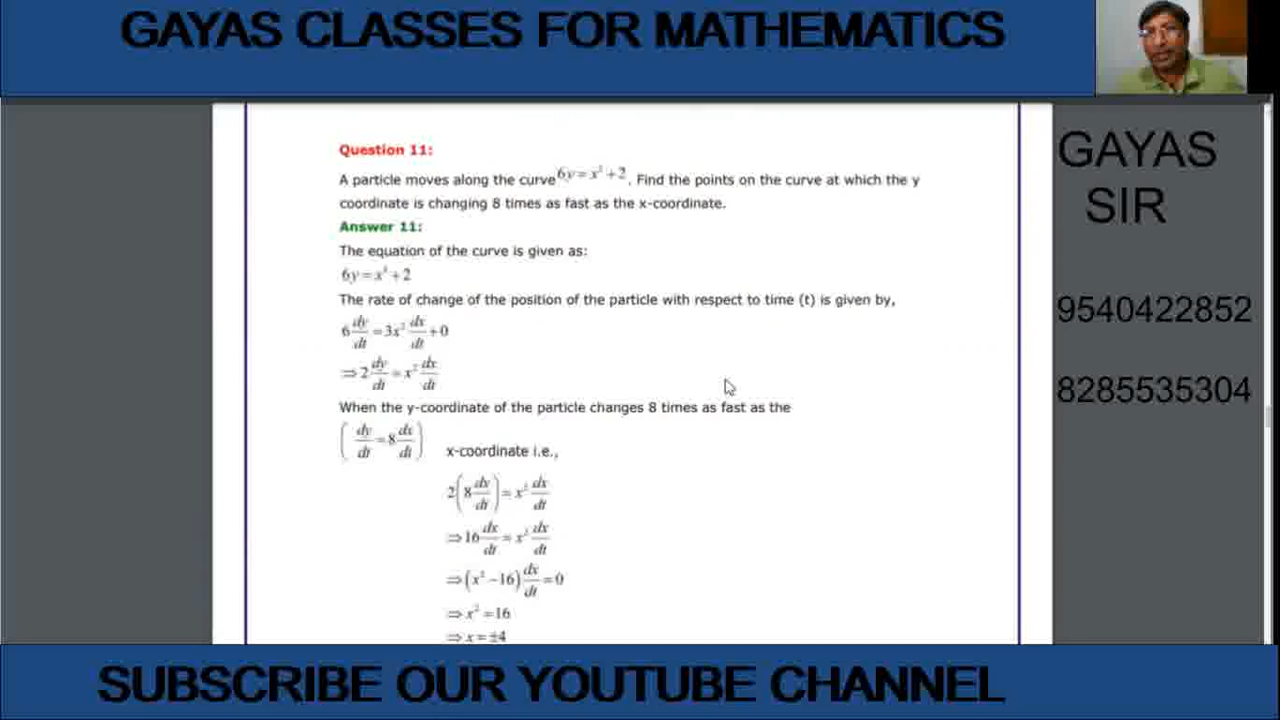 GAYAS CLASSES FOR MATHEMATICS
Question 11:
A particle moves along the curve 6y = x³ + 2. Find the points on the curve at which the y
coordinate is changing 8 times as fast as the x-coordinate.
Answer 11:
The equation of the curve is given as:
6y = x³ + 2
The rate of change of the position of the particle with respect to time (t) is given by,
6 dy/dt = 3x² dx/dt + 0
⇒ 2 dy/dt = x² dx/dt
When the y-coordinate of the particle changes 8 times as fast as the
(dy/dt = 8 dx/dt) x-coordinate i.e.,
2(8 dx/dt) = x² dx/dt
⇒ 16 dx/dt = x² dx/dt
⇒ (x² − 16) dx/dt = 0
⇒ x² = 16
⇒ x = ±4
GAYAS
SIR
9540422852
8285535304
SUBSCRIBE OUR YOUTUBE CHANNEL